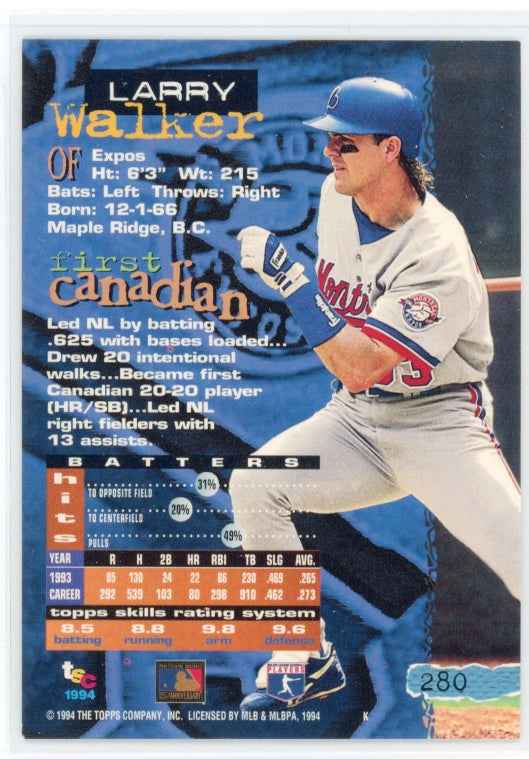 LARRY
Walker
OF
Expos
Ht: 6'3" Wt: 215
Bats: Left Throws: Right
Born: 12-1-66
Maple Ridge, B.C.
first
canadian
Led NL by batting
.625 with bases loaded...
Drew 20 intentional
walks...Became first
Canadian 20-20 player
(HR/SB)...Led NL
right fielders with
13 assists.
BATTERS
hits
31%
TO OPPOSITE FIELD
20%
TO CENTERFIELD
49%
PULLS
YEAR R H 2B HR RBI TB SLG AVG.
1993 85 130 24 22 86 230 .469 .265
CAREER 292 539 103 80 298 910 .462 .273
topps skills rating system
8.5 8.8 9.8 9.6
batting running arm defense
tsc
1994
PLAYERS
280
© 1994 THE TOPPS COMPANY, INC. LICENSED BY MLB & MLBPA, 1994 K
Montr
33